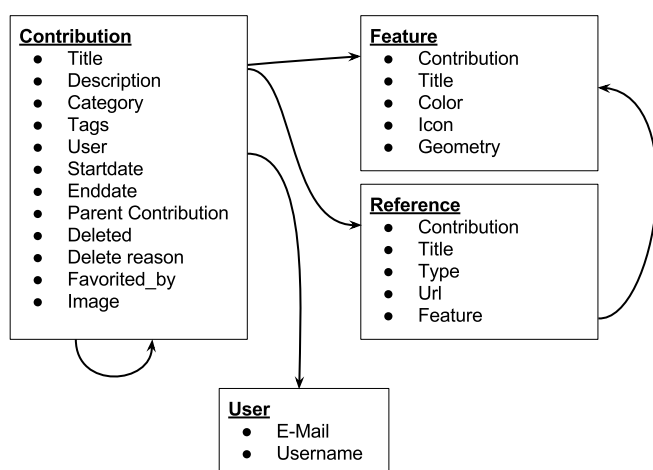 Contribution
● Title
● Description
● Category
● Tags
● User
● Startdate
● Enddate
● Parent Contribution
● Deleted
● Delete reason
● Favorited_by
● Image
Feature
● Contribution
● Title
● Color
● Icon
● Geometry
Reference
● Contribution
● Title
● Type
● Url
● Feature
User
● E-Mail
● Username